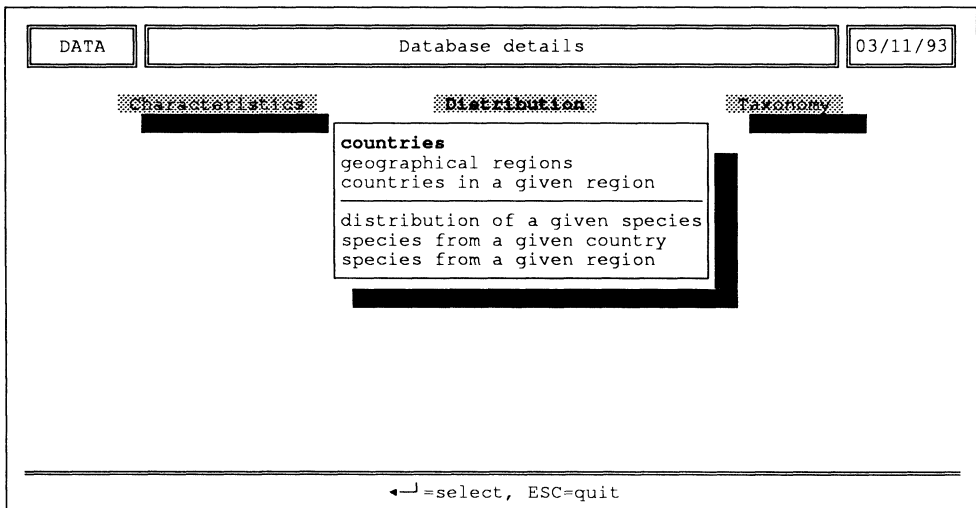 DATA Database details 03/11/93
Characteristics Distribution Taxonomy
countries
geographical regions
countries in a given region
distribution of a given species
species from a given country
species from a given region
◄─┘=select, ESC=quit